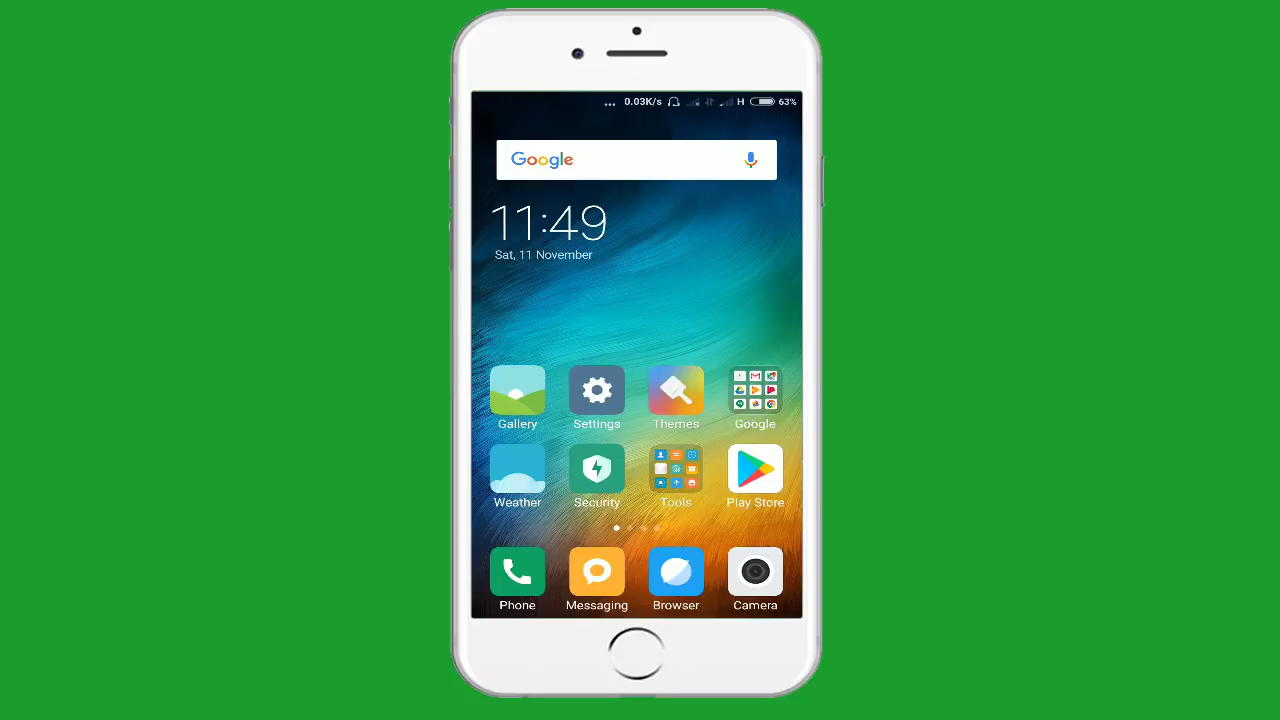 ... 0.03K/s H 63%
Google
11:49
Sat, 11 November
Gallery Settings Themes Google
Weather Security Tools Play Store
Phone Messaging Browser Camera